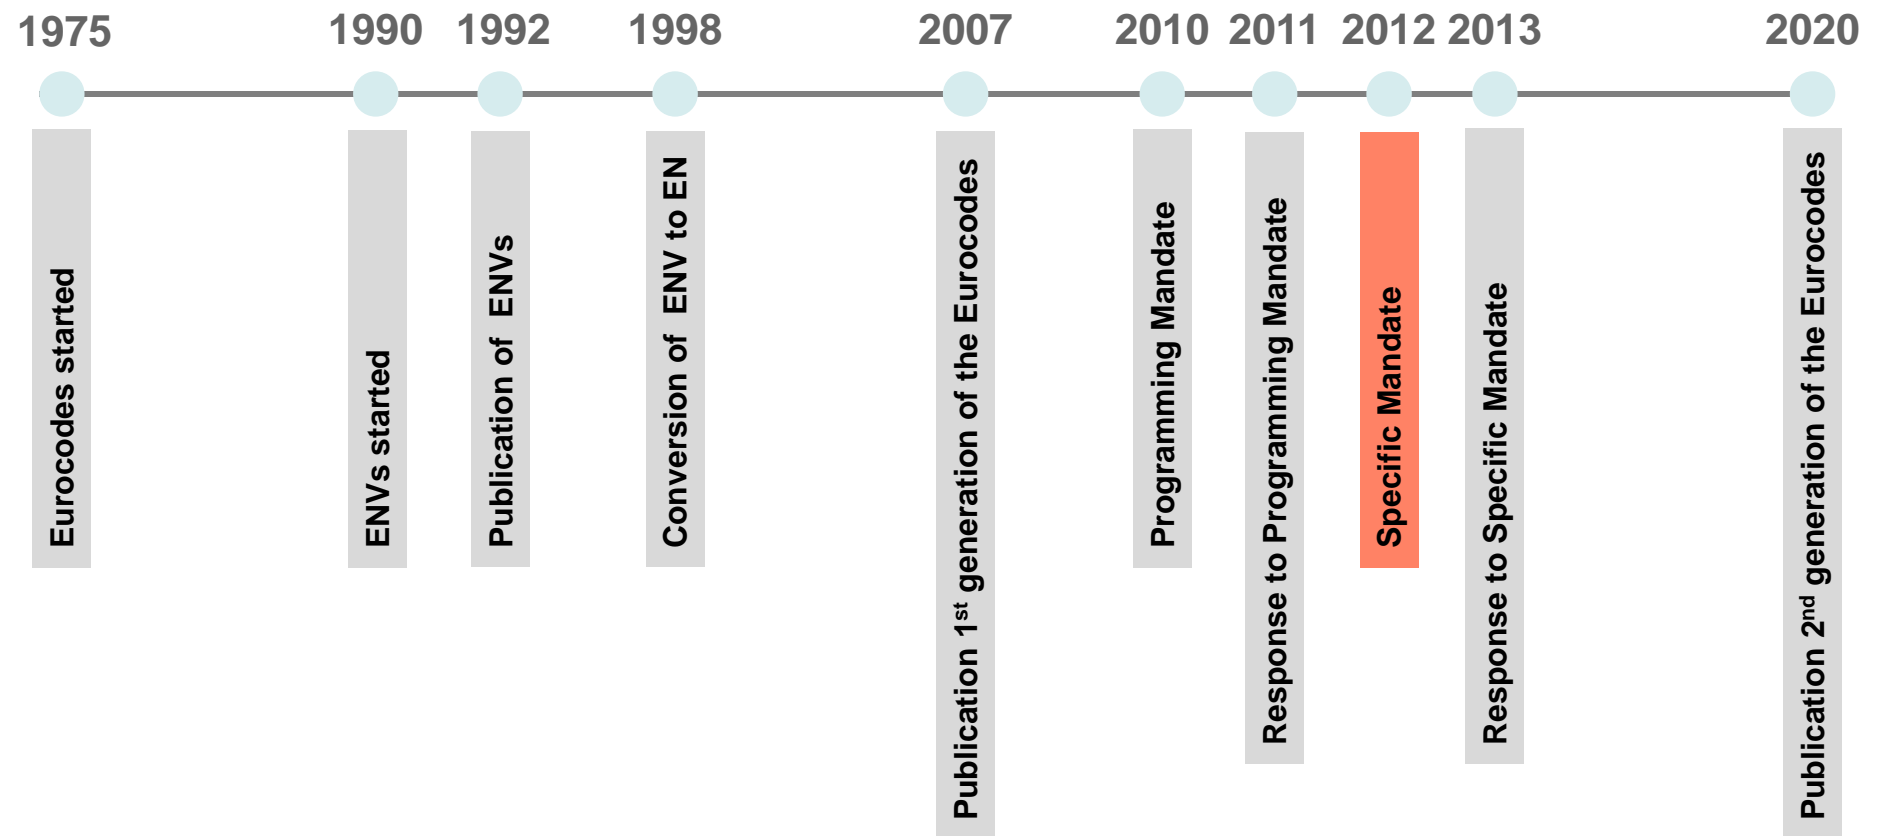 1975
1990
1992
1998
2007
2010
2011
2012
2013
2020
Eurocodes started
ENVs started
Publication of ENVs
Conversion of ENV to EN
Publication 1st generation of the Eurocodes
Programming Mandate
Response to Programming Mandate
Specific Mandate
Response to Specific Mandate
Publication 2nd generation of the Eurocodes